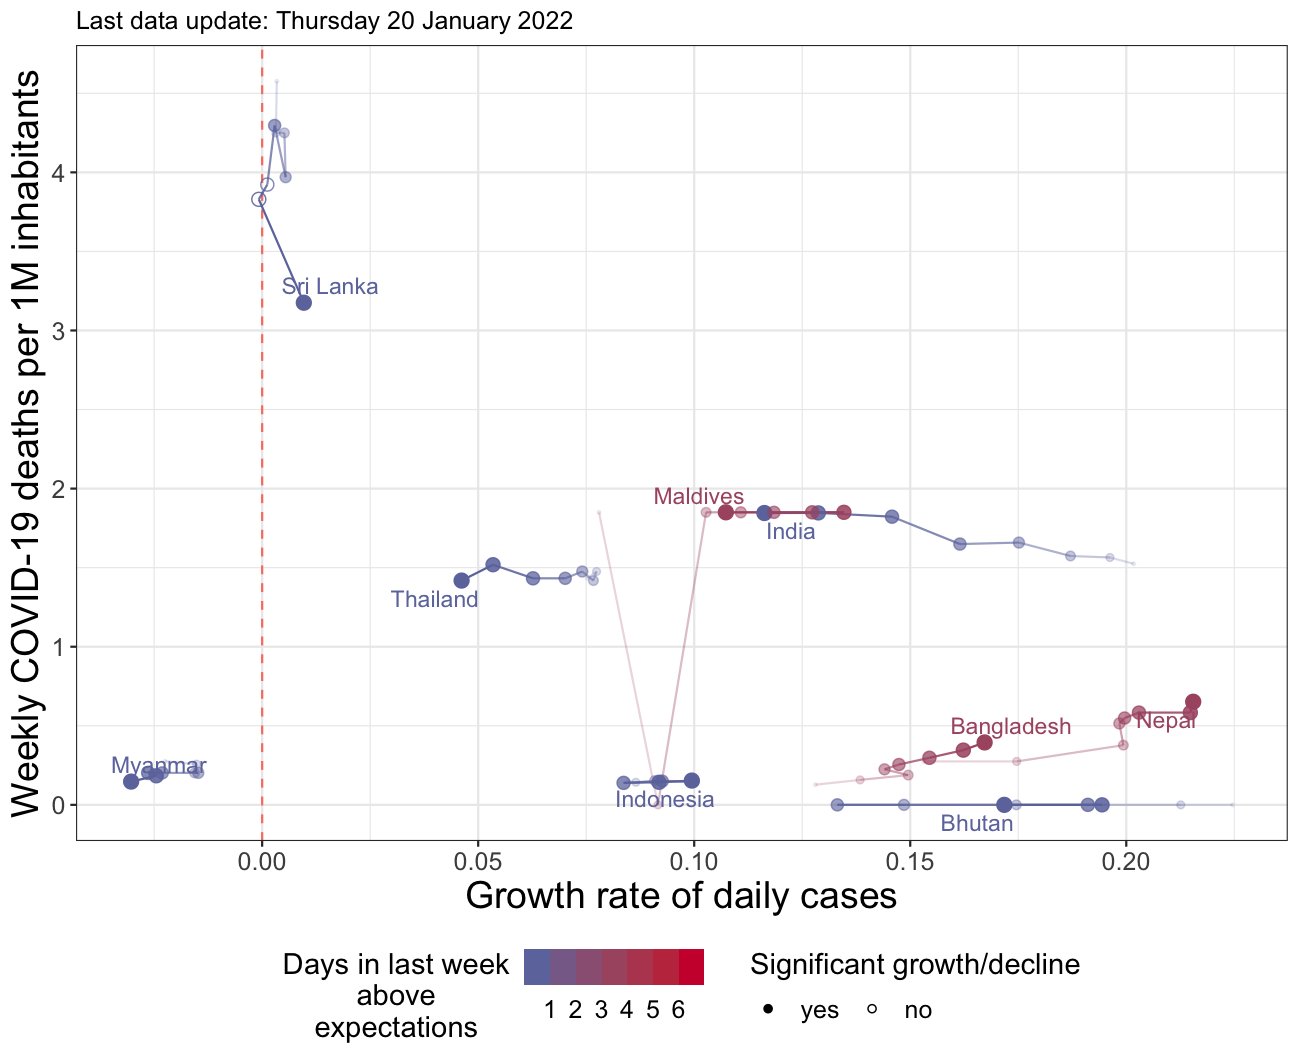 Last data update: Thursday 20 January 2022
Weekly COVID-19 deaths per 1M inhabitants
4
3
2
1
0
Sri Lanka
Maldives
India
Thailand
Bangladesh
Nepal
Myanmar
Indonesia
Bhutan
0.00 0.05 0.10 0.15 0.20
Growth rate of daily cases
Days in last week
above
expectations
1 2 3 4 5 6
Significant growth/decline
yes no